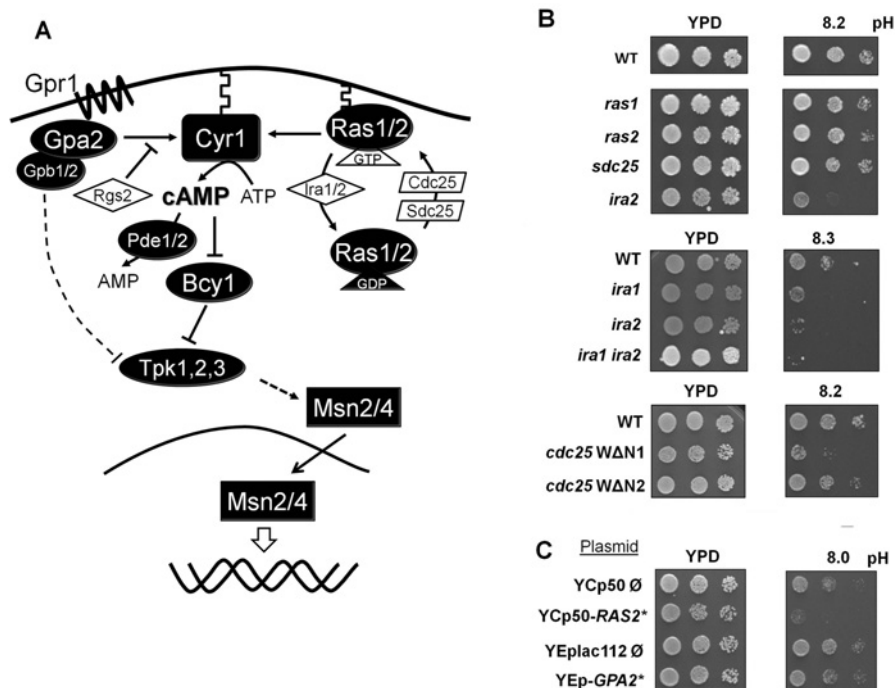 A
Gpr1
Gpa2
Cyr1
Ras1/2
GTP
Gpb1/2
Rgs2
cAMP
ATP
Ira1/2
Cdc25
Sdc25
Pde1/2
AMP
Ras1/2
GDP
Bcy1
Tpk1,2,3
Msn2/4
Msn2/4
B
YPD 8.2 pH
WT
ras1
ras2
sdc25
ira2
YPD 8.3
WT
ira1
ira2
ira1 ira2
YPD 8.2
WT
cdc25 WΔN1
cdc25 WΔN2
C Plasmid YPD 8.0 pH
YCp50 Ø
YCp50-RAS2*
YEplac112 Ø
YEp-GPA2*